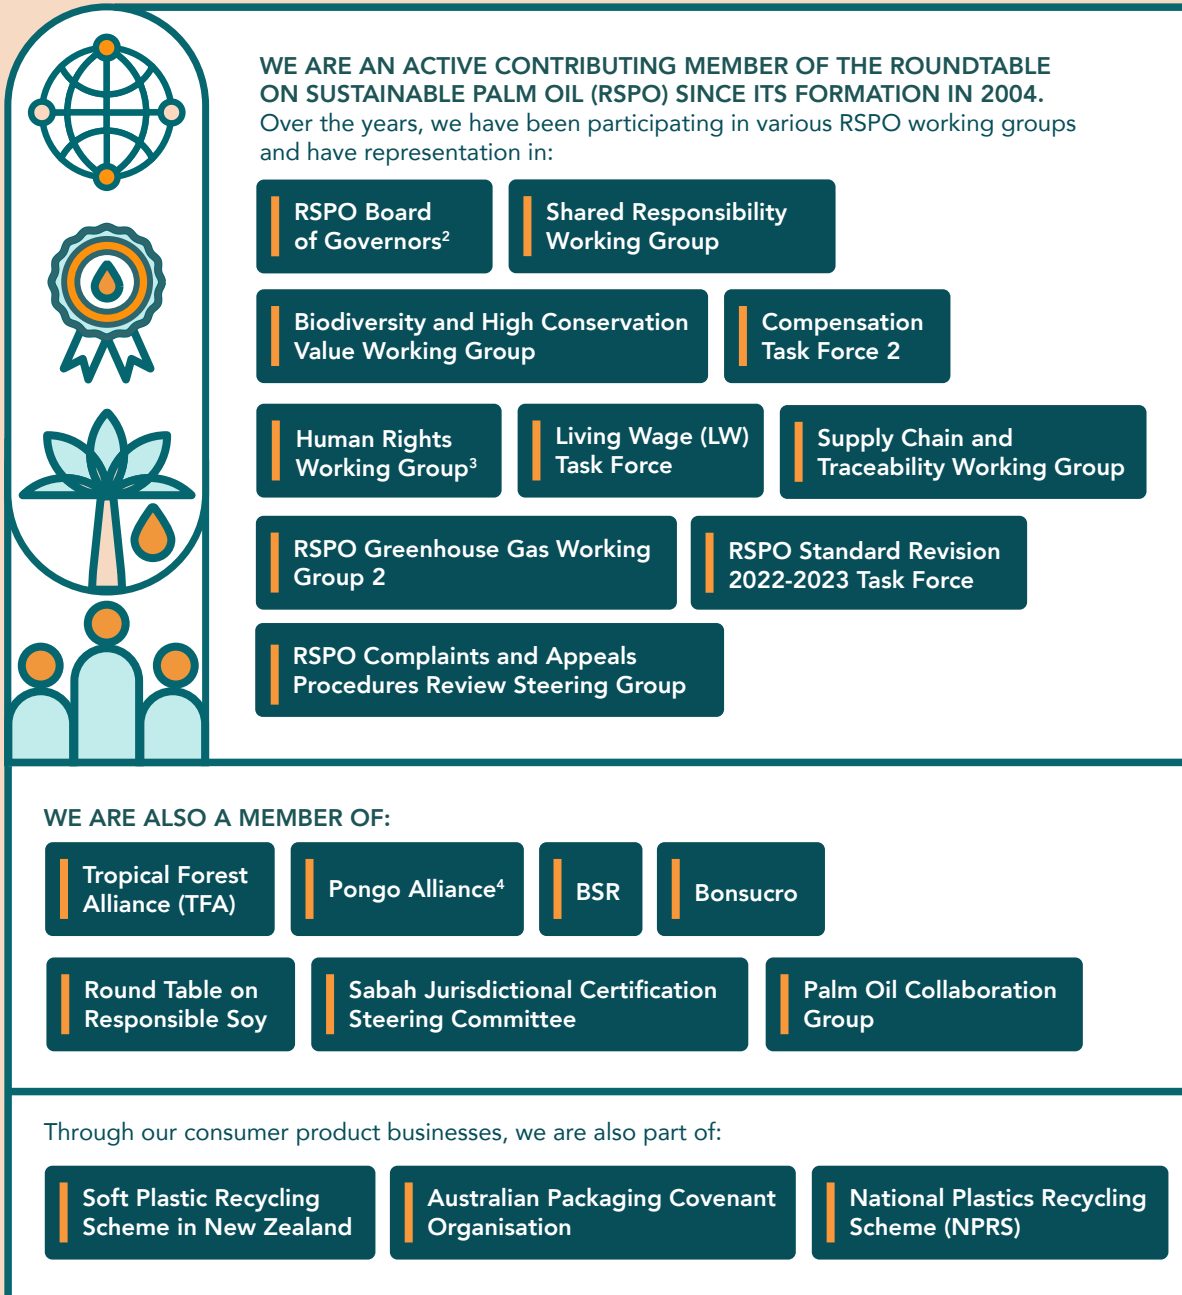 WE ARE AN ACTIVE CONTRIBUTING MEMBER OF THE ROUNDTABLE
ON SUSTAINABLE PALM OIL (RSPO) SINCE ITS FORMATION IN 2004.
Over the years, we have been participating in various RSPO working groups
and have representation in:
RSPO Board
of Governors²
Shared Responsibility
Working Group
Biodiversity and High Conservation
Value Working Group
Compensation
Task Force 2
Human Rights
Working Group³
Living Wage (LW)
Task Force
Supply Chain and
Traceability Working Group
RSPO Greenhouse Gas Working
Group 2
RSPO Standard Revision
2022-2023 Task Force
RSPO Complaints and Appeals
Procedures Review Steering Group
WE ARE ALSO A MEMBER OF:
Tropical Forest
Alliance (TFA)
Pongo Alliance⁴
BSR
Bonsucro
Round Table on
Responsible Soy
Sabah Jurisdictional Certification
Steering Committee
Palm Oil Collaboration
Group
Through our consumer product businesses, we are also part of:
Soft Plastic Recycling
Scheme in New Zealand
Australian Packaging Covenant
Organisation
National Plastics Recycling
Scheme (NPRS)